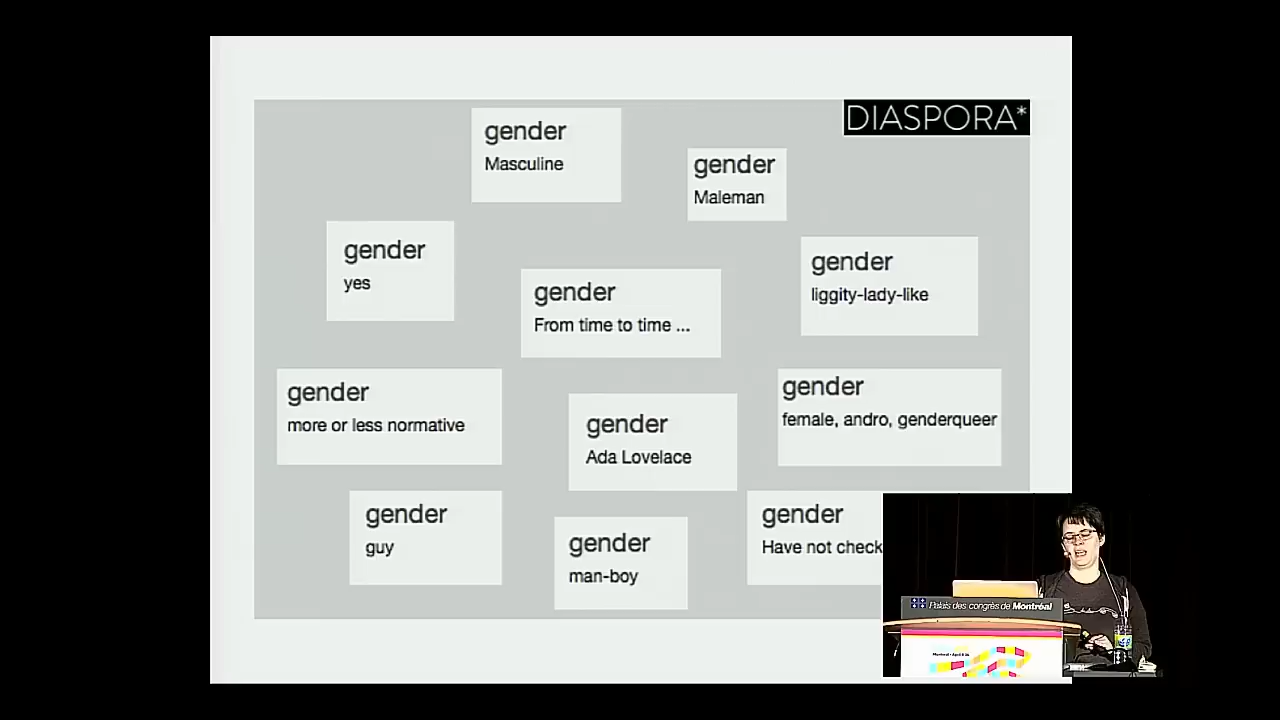 DIASPORA*
gender
Masculine
gender
Maleman
gender
yes
gender
From time to time ...
gender
liggity-lady-like
gender
more or less normative
gender
Ada Lovelace
gender
female, andro, genderqueer
gender
guy
gender
man-boy
gender
Have not check
Palais des congrès de Montréal